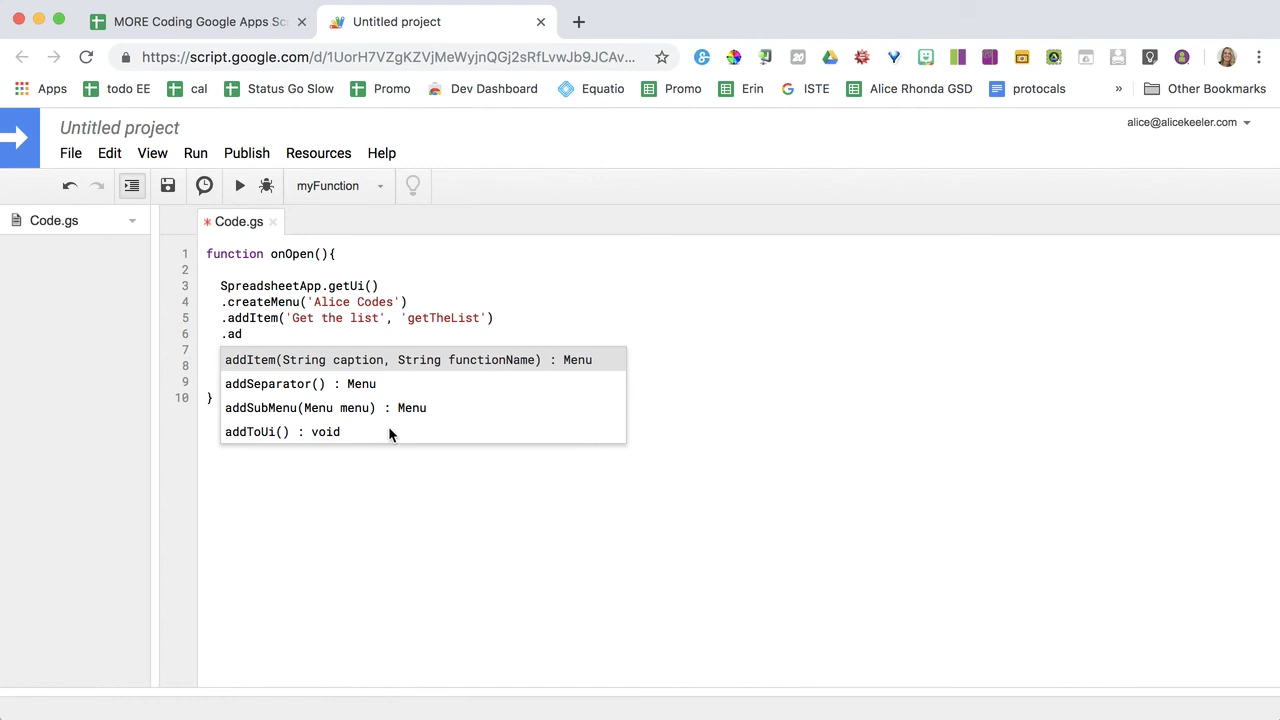 MORE Coding Google Apps Scr
Untitled project
https://script.google.com/d/1UorH7VZgKZVjMeWyjnQGj2sRfLvwJb9JCAv...
Apps
todo EE
cal
Status Go Slow
Promo
Dev Dashboard
Equatio
Promo
Erin
ISTE
Alice Rhonda GSD
protocals
»
Other Bookmarks
Untitled project
alice@alicekeeler.com
File Edit View Run Publish Resources Help
myFunction
Code.gs
* Code.gs
1 function onOpen(){
2
3 SpreadsheetApp.getUi()
4 .createMenu('Alice Codes')
5 .addItem('Get the list', 'getTheList')
6 .ad
7
8
9
10 }
addItem(String caption, String functionName) : Menu
addSeparator() : Menu
addSubMenu(Menu menu) : Menu
addToUi() : void